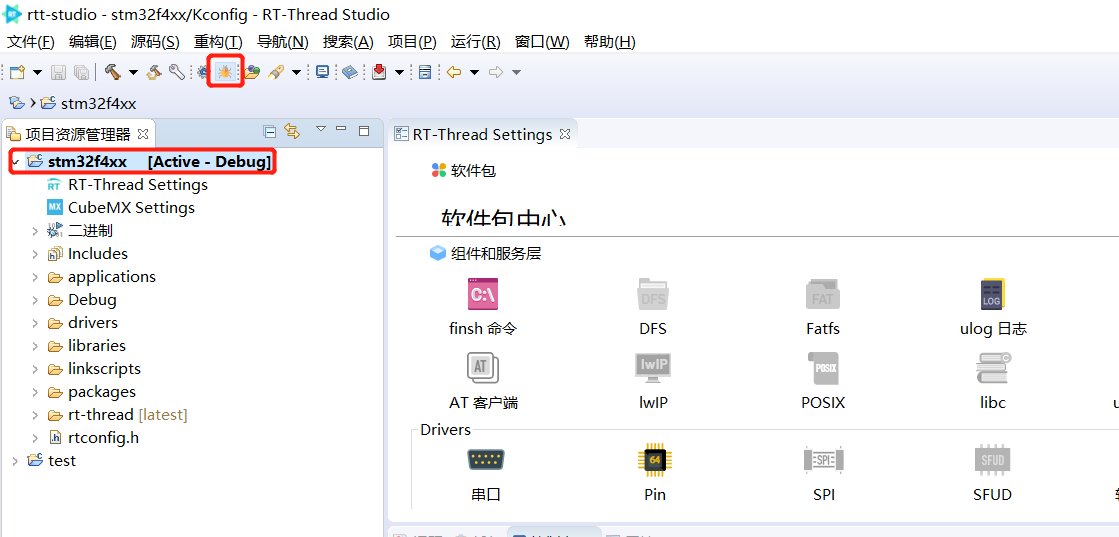 rtt-studio - stm32f4xx/Kconfig - RT-Thread Studio
文件(F) 编辑(E) 源码(S) 重构(T) 导航(N) 搜索(A) 项目(P) 运行(R) 窗口(W) 帮助(H)
stm32f4xx
项目资源管理器
RT-Thread Settings
stm32f4xx [Active - Debug]
RT-Thread Settings
CubeMX Settings
二进制
Includes
applications
Debug
drivers
libraries
linkscripts
packages
rt-thread [latest]
rtconfig.h
test
软件包
软件包中心
组件和服务层
C:\ DFS FAT LOG
finsh 命令 DFS Fatfs ulog 日志
AT lwIP POSIX
AT 客户端 lwIP POSIX libc
Drivers
64 SPI SFUD
串口 Pin SPI SFUD